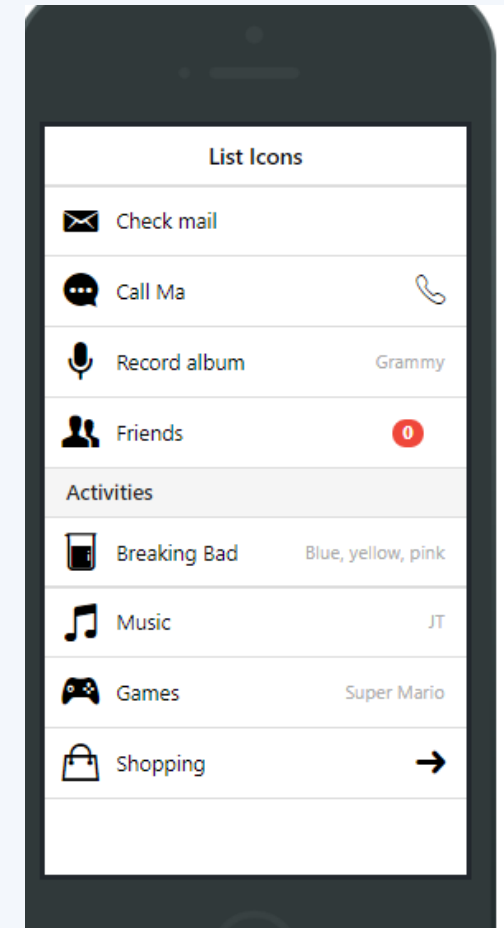 List Icons
Check mail
Call Ma
Record album Grammy
Friends 0
Activities
Breaking Bad Blue, yellow, pink
Music JT
Games Super Mario
Shopping